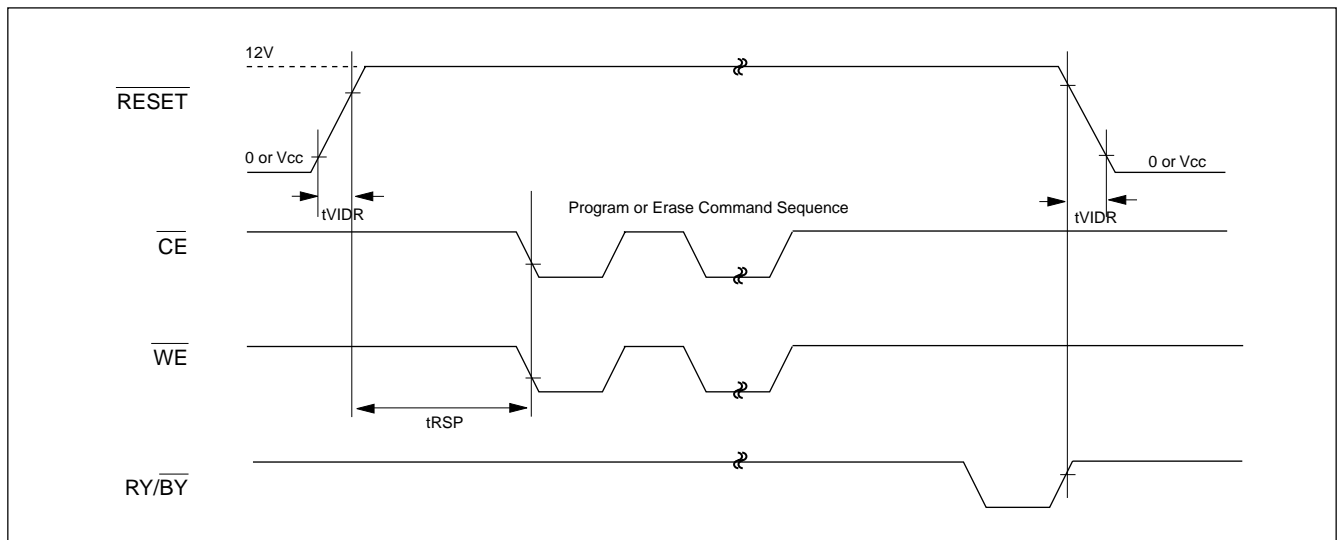 12V
RESET
0 or Vcc
0 or Vcc
tVIDR
Program or Erase Command Sequence
tVIDR
CE
WE
tRSP
RY/BY